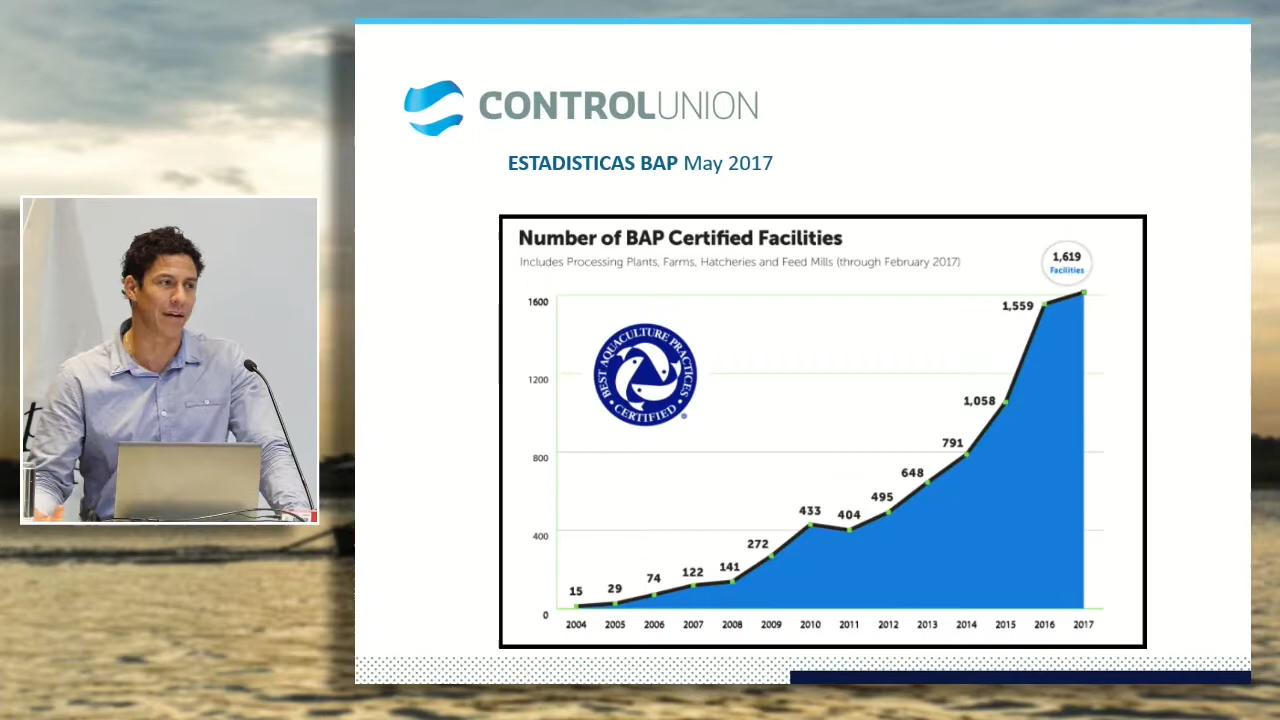 CONTROLUNION
ESTADISTICAS BAP May 2017
Number of BAP Certified Facilities
Includes Processing Plants, Farms, Hatcheries and Feed Mills (through February 2017)
1,619
Facilities
1600
1200
800
400
0
BEST AQUACULTURE PRACTICES
• CERTIFIED •
®
15
29
74
122
141
272
433
404
495
648
791
1,058
1,559
2004 2005 2006 2007 2008 2009 2010 2011 2012 2013 2014 2015 2016 2017
t